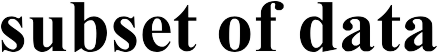 subset of data